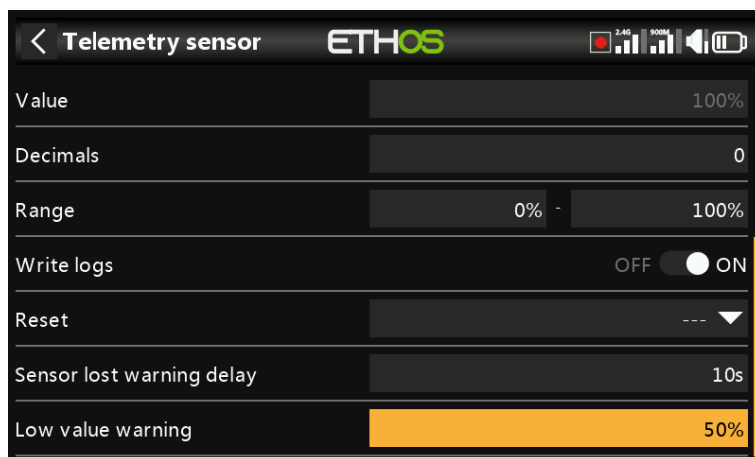 Telemetry sensor ETHOS 2.4G 900M
Value 100%
Decimals 0
Range 0% - 100%
Write logs OFF ON
Reset ---
Sensor lost warning delay 10s
Low value warning 50%